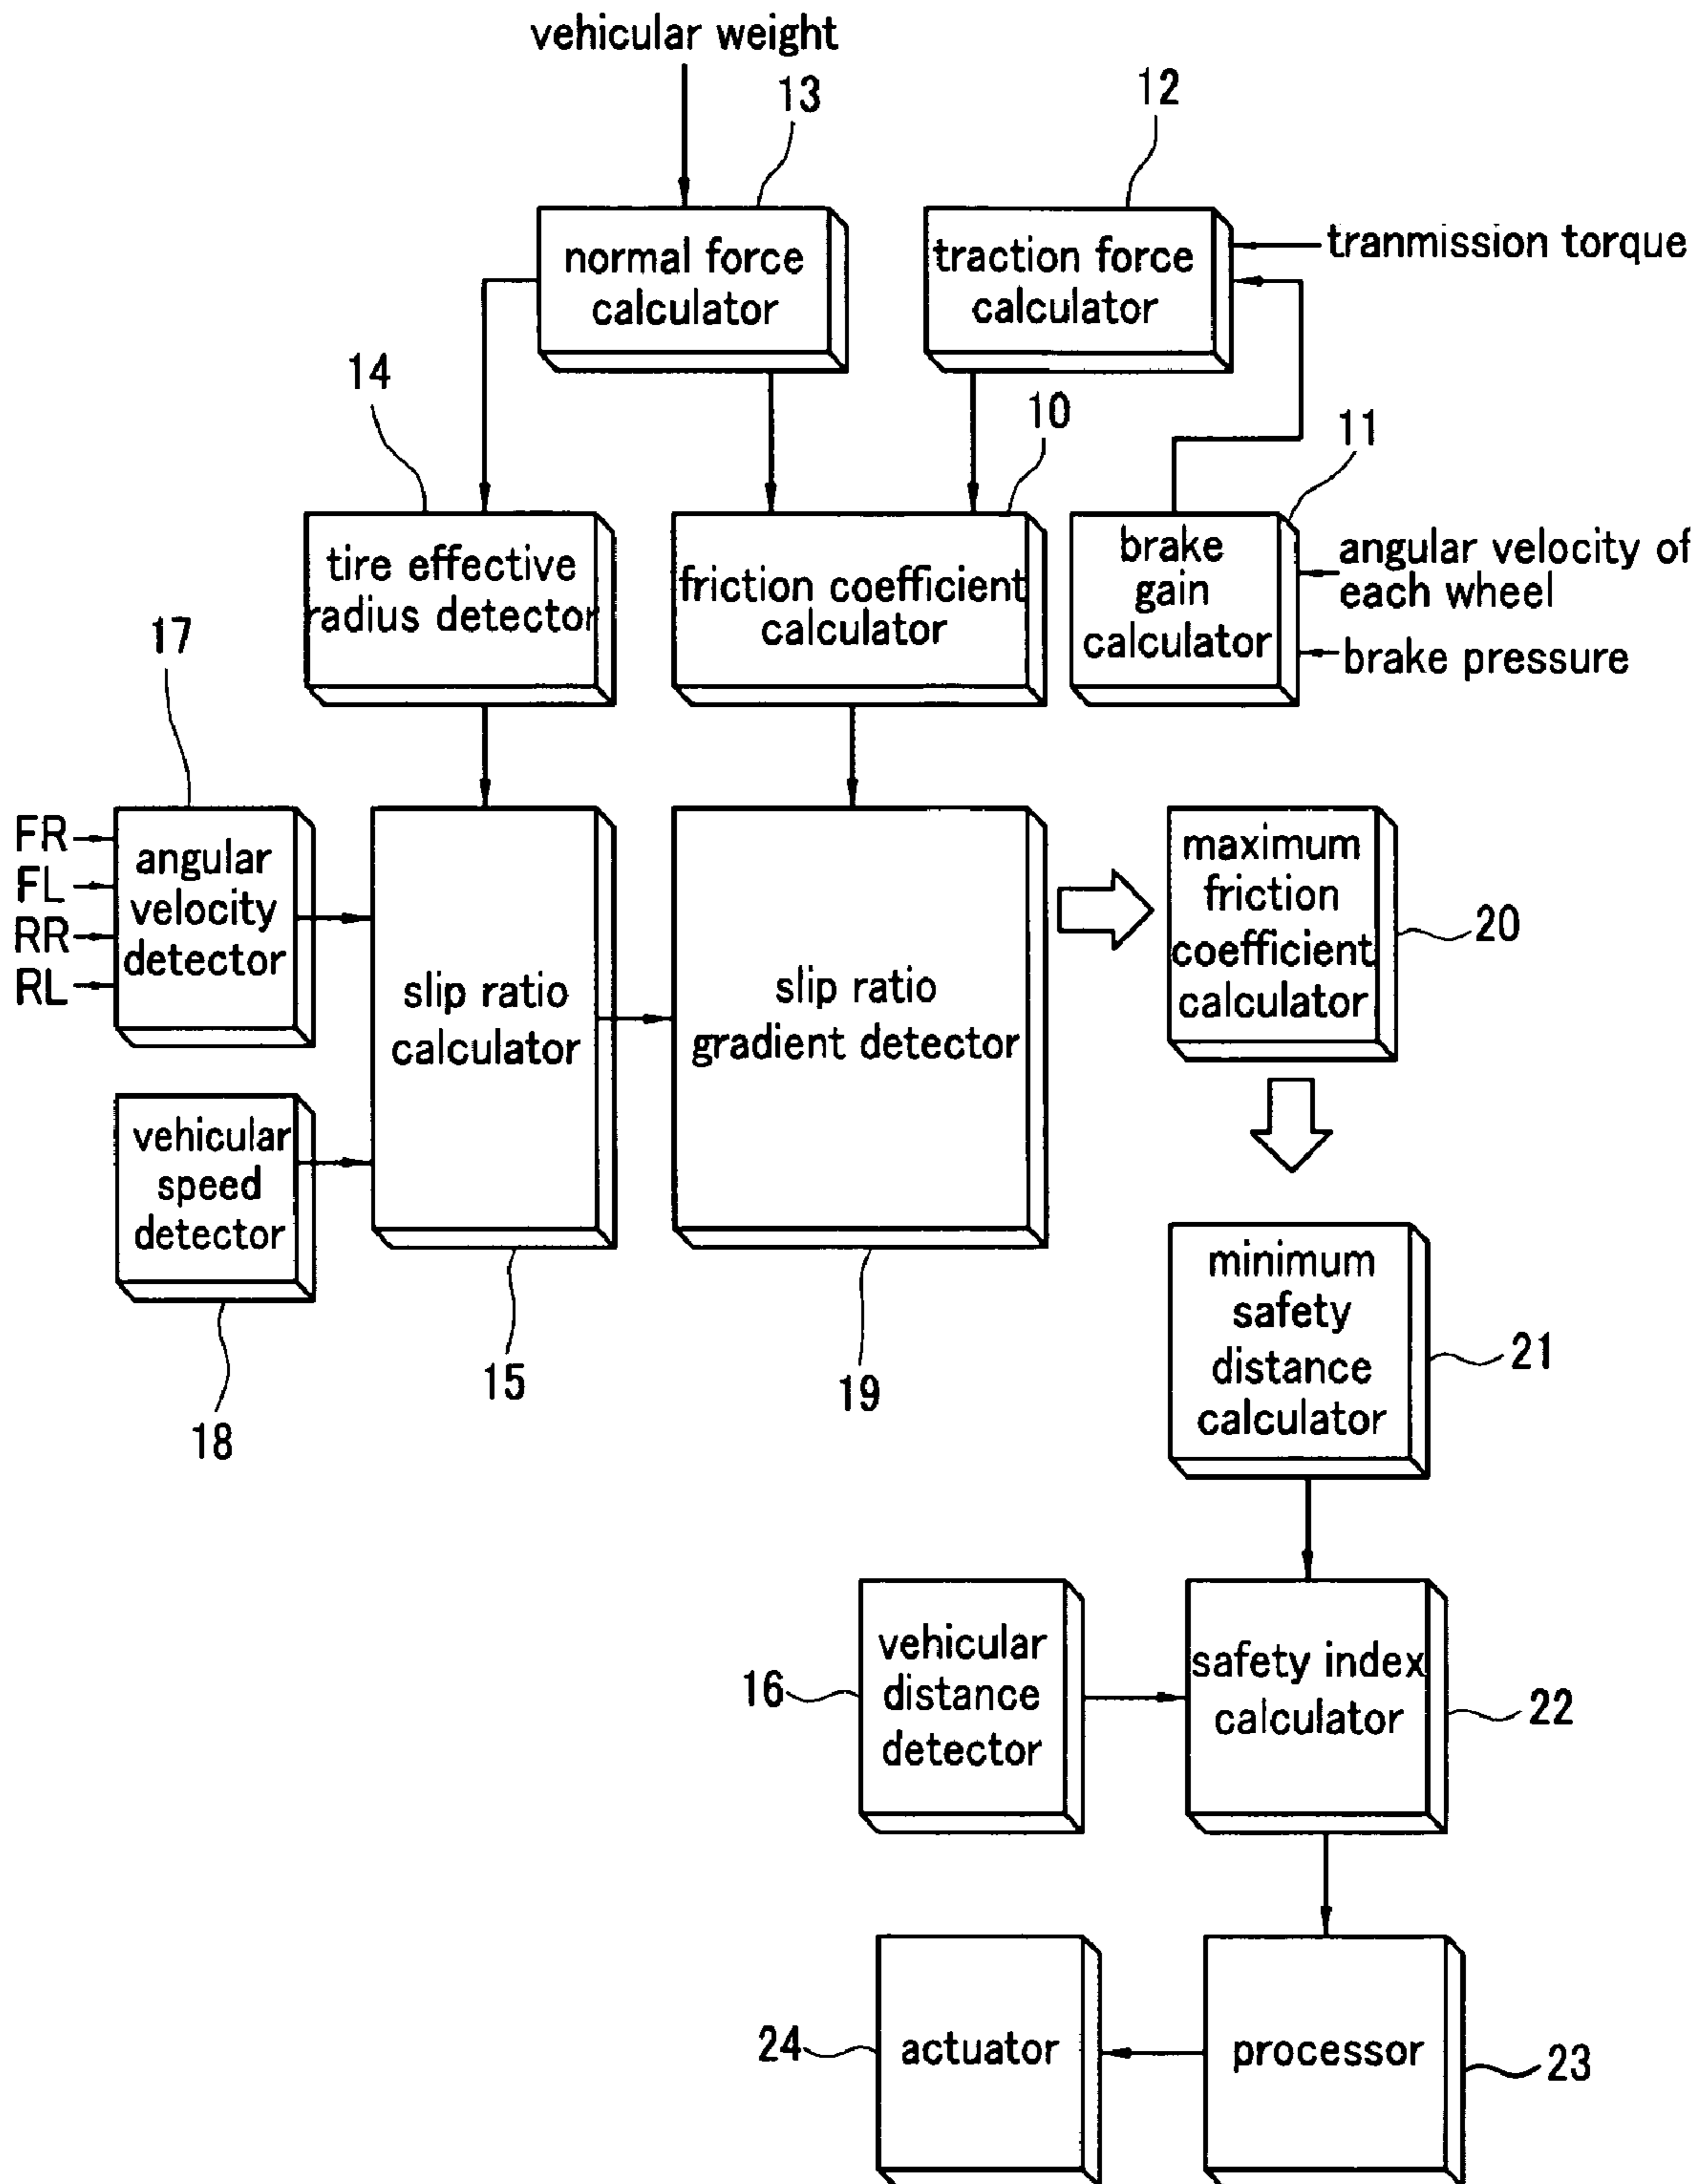 vehicular weight
13
12
normal force
calculator
traction force
calculator
tranmission torque
14
10
11
tire effective
radius detector
friction coefficient
calculator
brake
gain
calculator
angular velocity of
each wheel
brake pressure
17
FR
FL
RR
RL
angular
velocity
detector
slip ratio
calculator
slip ratio
gradient detector
maximum
friction
coefficient
calculator
20
vehicular
speed
detector
18
15
19
minimum
safety
distance
calculator
21
16
vehicular
distance
detector
safety index
calculator
22
24
actuator
processor
23